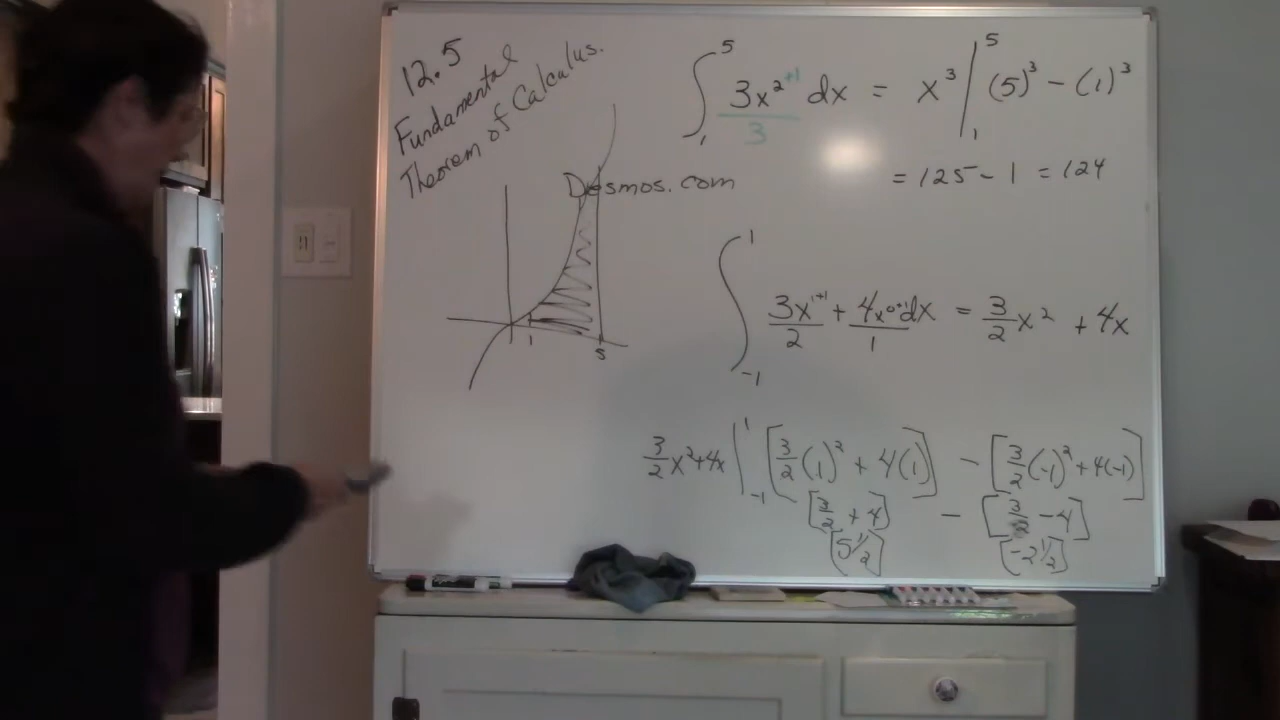 12.5
Fundamental
Theorem of Calculus.
Desmos.com
1
5
∫₁⁵ 3x²⁺¹/3 dx = x³ |₁⁵ (5)³ - (1)³
= 125 - 1 = 124
∫₋₁¹ 3x¹⁺¹/2 + 4x⁰⁺¹/1 dx = 3/2 x² + 4x
3/2 x² + 4x |₋₁¹ [3/2 (1)² + 4(1)] - [3/2 (-1)² + 4(-1)]
[3/2 + 4] - [3/2 - 4]
[5 1/2] [-2 1/2]